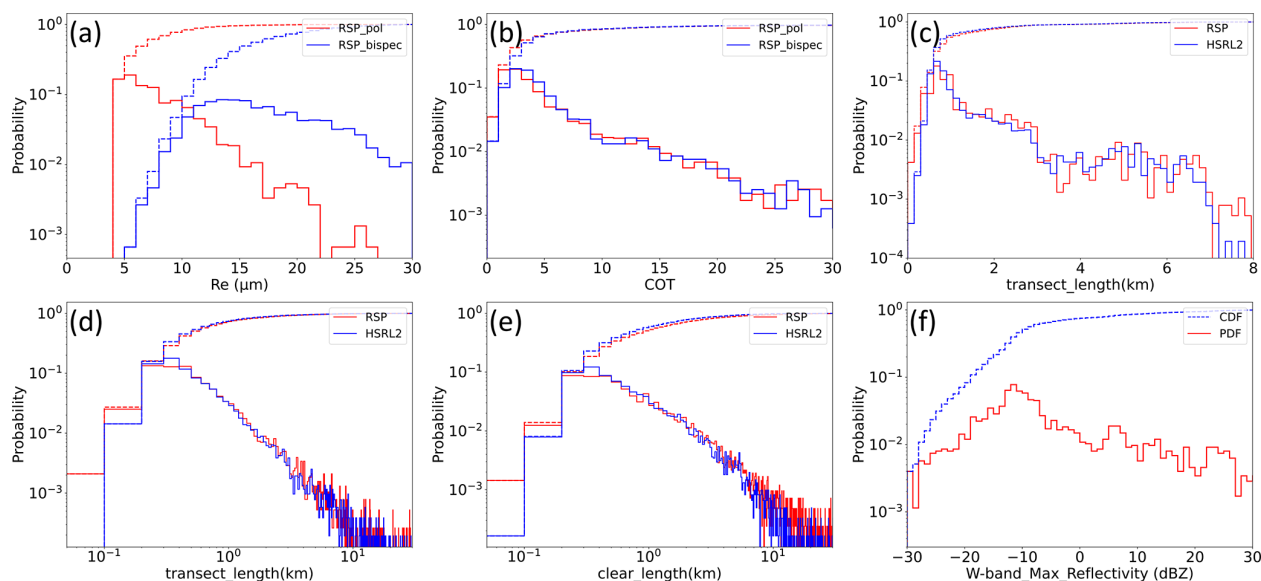 (a)
RSP_pol
RSP_bispec
Probability
10⁰
10⁻¹
10⁻²
10⁻³
0 5 10 15 20 25 30
Re (μm)
(b)
RSP_pol
RSP_bispec
Probability
10⁰
10⁻¹
10⁻²
10⁻³
0 5 10 15 20 25 30
COT
(c)
RSP
HSRL2
Probability
10⁰
10⁻¹
10⁻²
10⁻³
10⁻⁴
0 2 4 6 8
transect_length(km)
(d)
RSP
HSRL2
Probability
10⁰
10⁻¹
10⁻²
10⁻³
10⁻¹ 10⁰ 10¹
transect_length(km)
(e)
RSP
HSRL2
Probability
10⁰
10⁻¹
10⁻²
10⁻³
10⁻¹ 10⁰ 10¹
clear_length(km)
(f)
CDF
PDF
Probability
10⁰
10⁻¹
10⁻²
10⁻³
−30 −20 −10 0 10 20 30
W-band_Max_Reflectivity (dBZ)